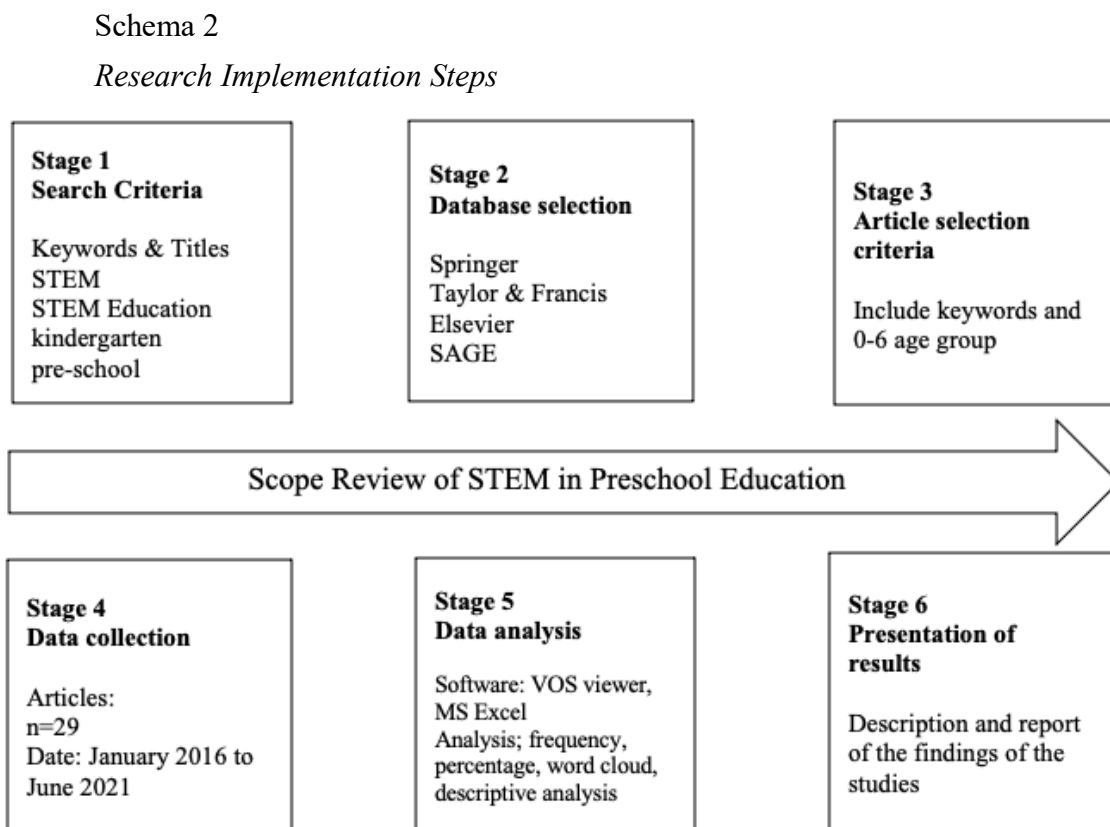 Schema 2
Research Implementation Steps
Stage 1
Search Criteria
Keywords & Titles
STEM
STEM Education
kindergarten
pre-school
Stage 2
Database selection
Springer
Taylor & Francis
Elsevier
SAGE
Stage 3
Article selection
criteria
Include keywords and
0-6 age group
Scope Review of STEM in Preschool Education
Stage 4
Data collection
Articles:
n=29
Date: January 2016 to
June 2021
Stage 5
Data analysis
Software: VOS viewer,
MS Excel
Analysis; frequency,
percentage, word cloud,
descriptive analysis
Stage 6
Presentation of
results
Description and report
of the findings of the
studies